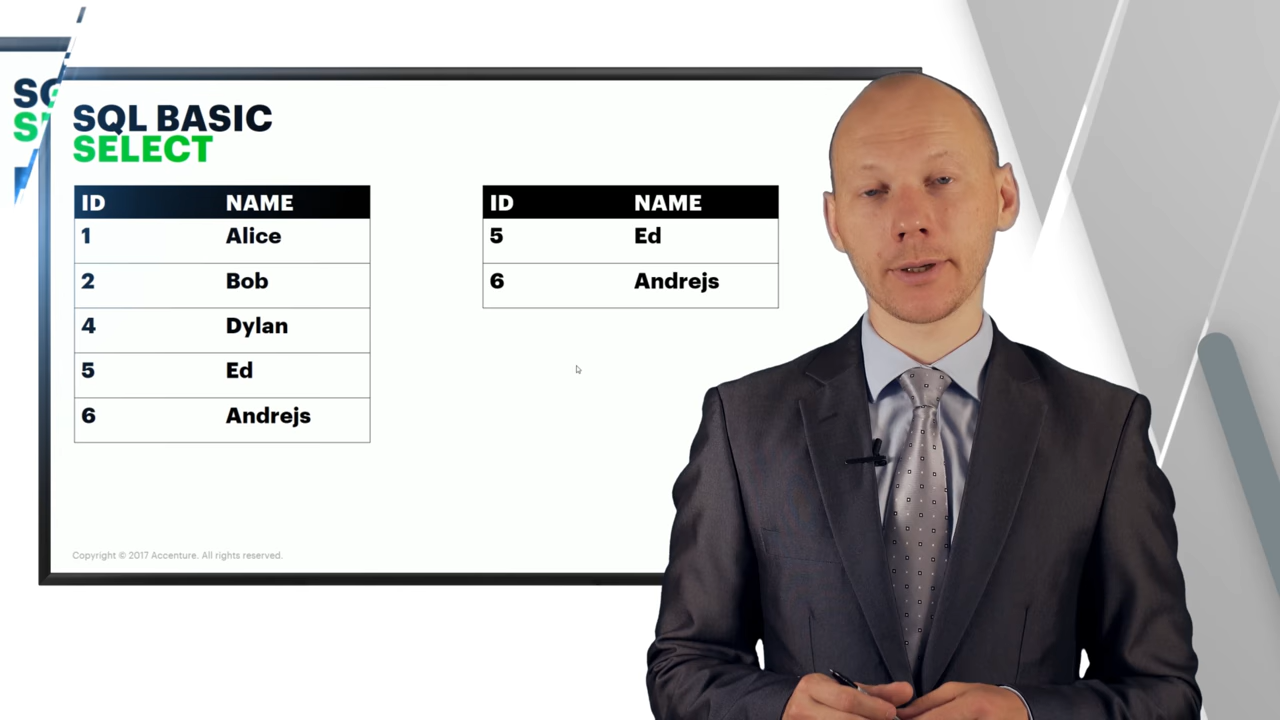 SQL BASIC
SELECT
ID NAME
1 Alice
2 Bob
4 Dylan
5 Ed
6 Andrejs
ID NAME
5 Ed
6 Andrejs
Copyright © 2017 Accenture. All rights reserved.